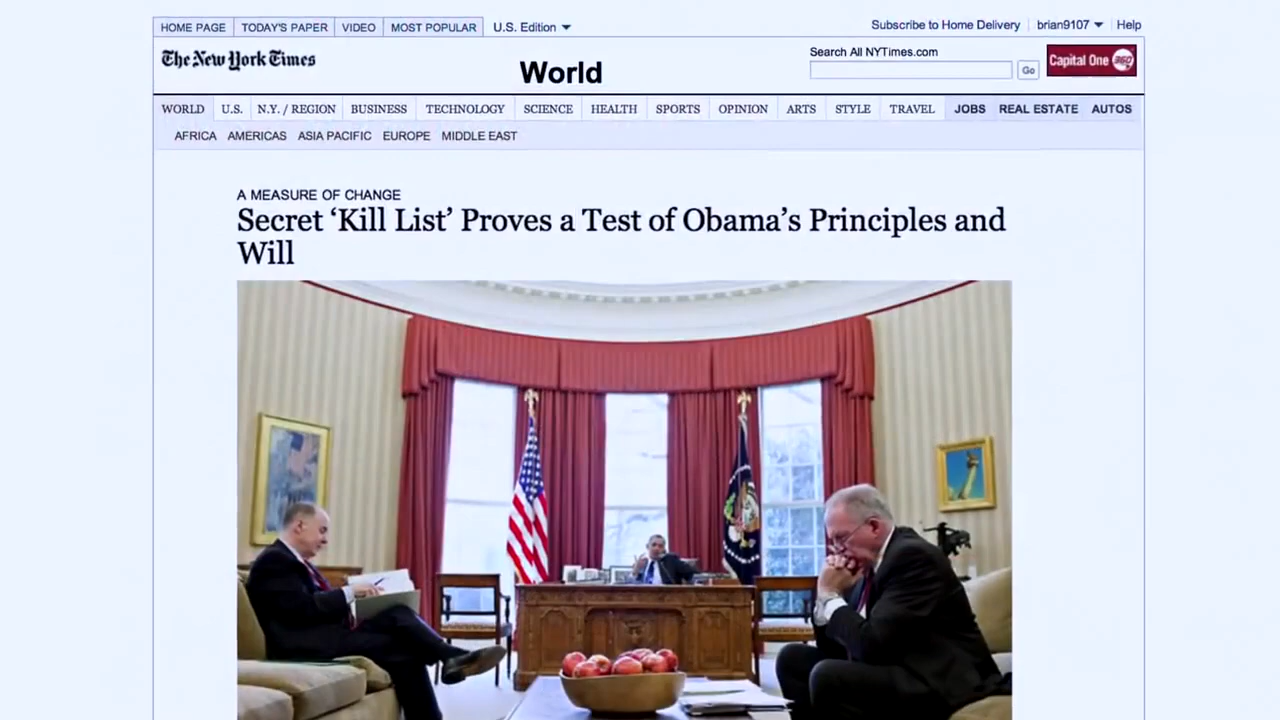 HOME PAGE TODAY'S PAPER VIDEO MOST POPULAR U.S. Edition
Subscribe to Home Delivery brian9107 Help
The New York Times
World
Search All NYTimes.com
Go
Capital One 360
WORLD U.S. N.Y. / REGION BUSINESS TECHNOLOGY SCIENCE HEALTH SPORTS OPINION ARTS STYLE TRAVEL JOBS REAL ESTATE AUTOS
AFRICA AMERICAS ASIA PACIFIC EUROPE MIDDLE EAST
A MEASURE OF CHANGE
Secret ‘Kill List’ Proves a Test of Obama’s Principles and
Will